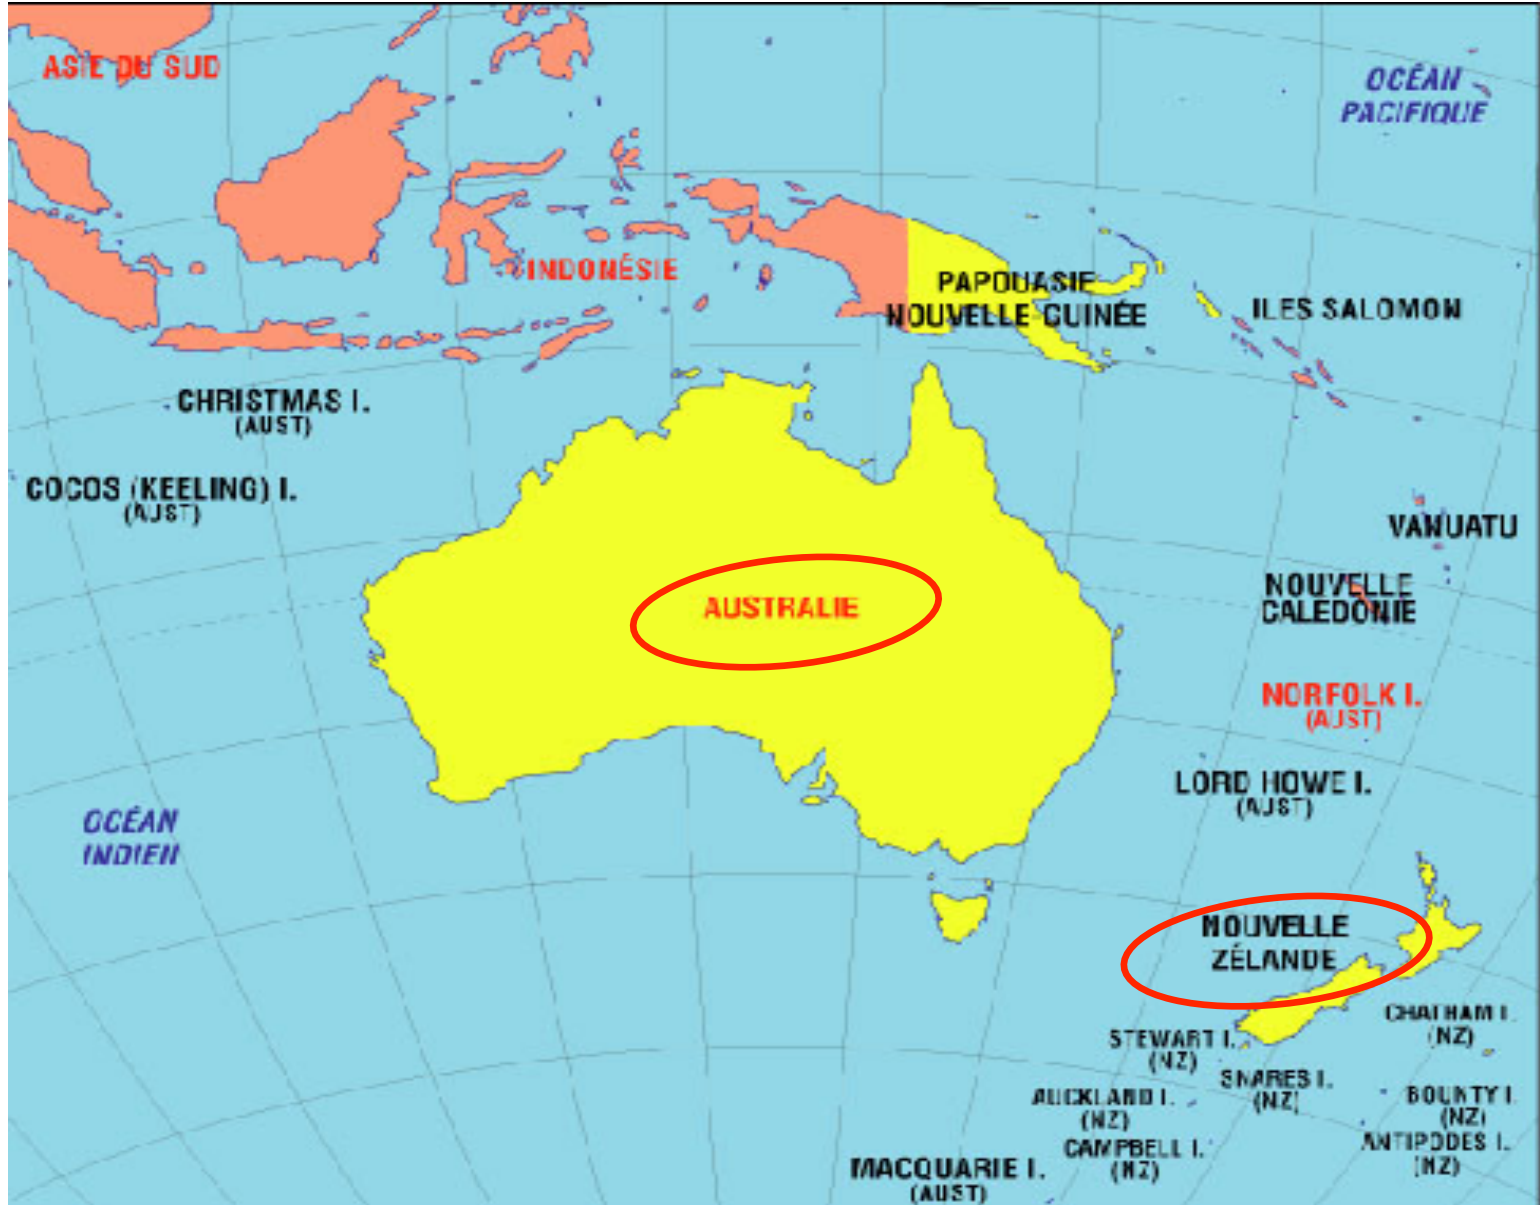 ASIE DU SUD
OCÉAN
PACIFIQUE
INDONÉSIE
PAPOUASIE
NOUVELLE GUINÉE
ILES SALOMON
CHRISTMAS I.
(AUST)
COCOS (KEELING) I.
(AUST)
VANUATU
NOUVELLE
CALEDONIE
AUSTRALIE
NORFOLK I.
(AUST)
LORD HOWE I.
(AUST)
OCÉAN
INDIEN
NOUVELLE
ZÉLANDE
CHATHAM I.
(NZ)
STEWART I.
(NZ)
SNARES I.
(NZ)
AUCKLAND I.
(NZ)
BOUNTY I.
(NZ)
CAMPBELL I.
(NZ)
ANTIPODES I.
(NZ)
MACQUARIE I.
(AUST)